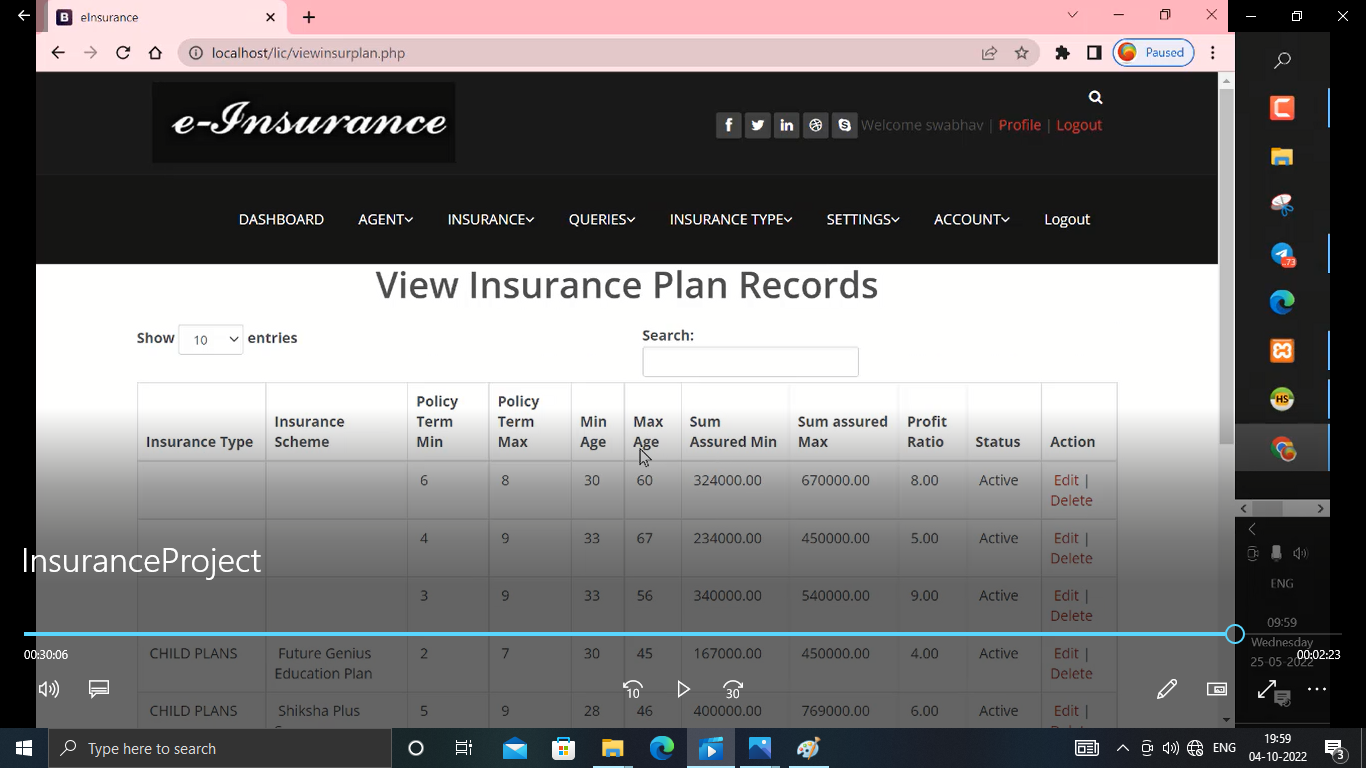 eInsurance
localhost/lic/viewinsurplan.php
Paused
e-Insurance
Welcome swabhav | Profile | Logout
DASHBOARD AGENT INSURANCE QUERIES INSURANCE TYPE SETTINGS ACCOUNT Logout
View Insurance Plan Records
Show 10 entries
Search:
Insurance Type Insurance Scheme Policy Term Min Policy Term Max Min Age Max Age Sum Assured Min Sum assured Max Profit Ratio Status Action
6 8 30 60 324000.00 670000.00 8.00 Active Edit | Delete
4 9 33 67 234000.00 450000.00 5.00 Active Edit | Delete
InsuranceProject
3 9 33 56 340000.00 540000.00 9.00 Active Edit | Delete
CHILD PLANS Future Genius Education Plan 2 7 30 45 167000.00 450000.00 4.00 Active Edit | Delete
CHILD PLANS Shiksha Plus 5 9 28 46 400000.00 769000.00 6.00 Active Edit |
..73
HS
ENG
09:59
Wednesday
25-05-2022
00:30:06
00:02:23
10
30
Type here to search
ENG
19:59
04-10-2022
3